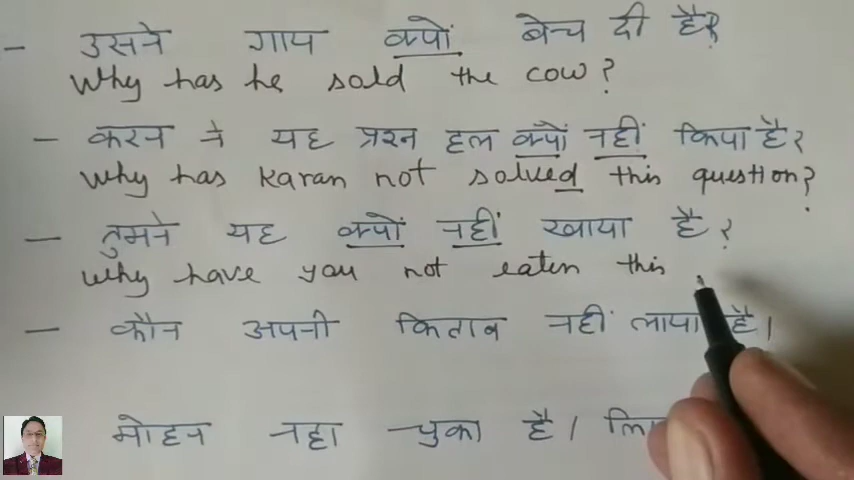 - उसने गाय क्यों बेच दी है?
Why has he sold the cow?
- करन ने यह प्रश्न हल क्यों नहीं किया है?
Why has Karan not solved this question?
- तुमने यह क्यों नहीं खाया है?
Why have you not eaten this
- कौन अपनी किताब नहीं लाया है।
मोहन नहा चुका है।